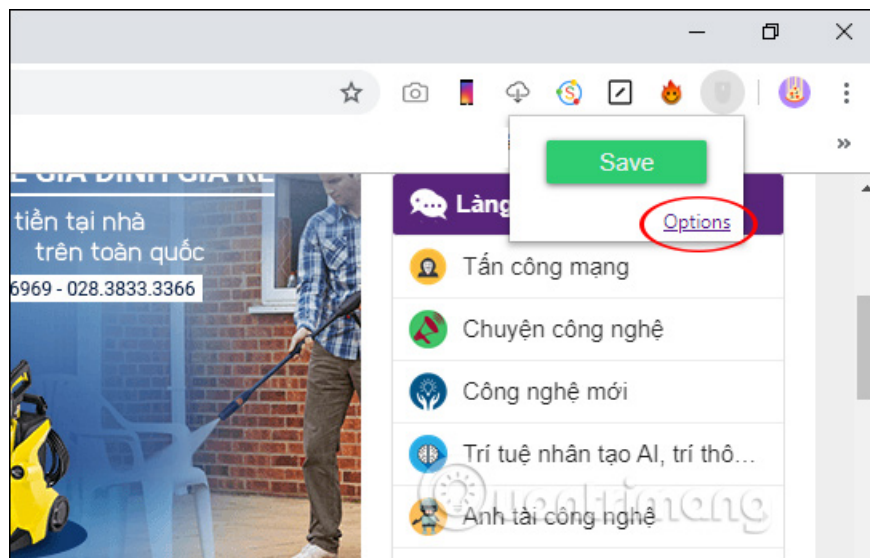 Save
Options
Ê GIA ĐÌNH GIÁ RẺ
tiền tại nhà
trên toàn quốc
6969 - 028.3833.3366
Làng
Tấn công mạng
Chuyện công nghệ
Công nghệ mới
Trí tuệ nhân tạo AI, trí thô...
Anh tài công nghệ
Quantrimang